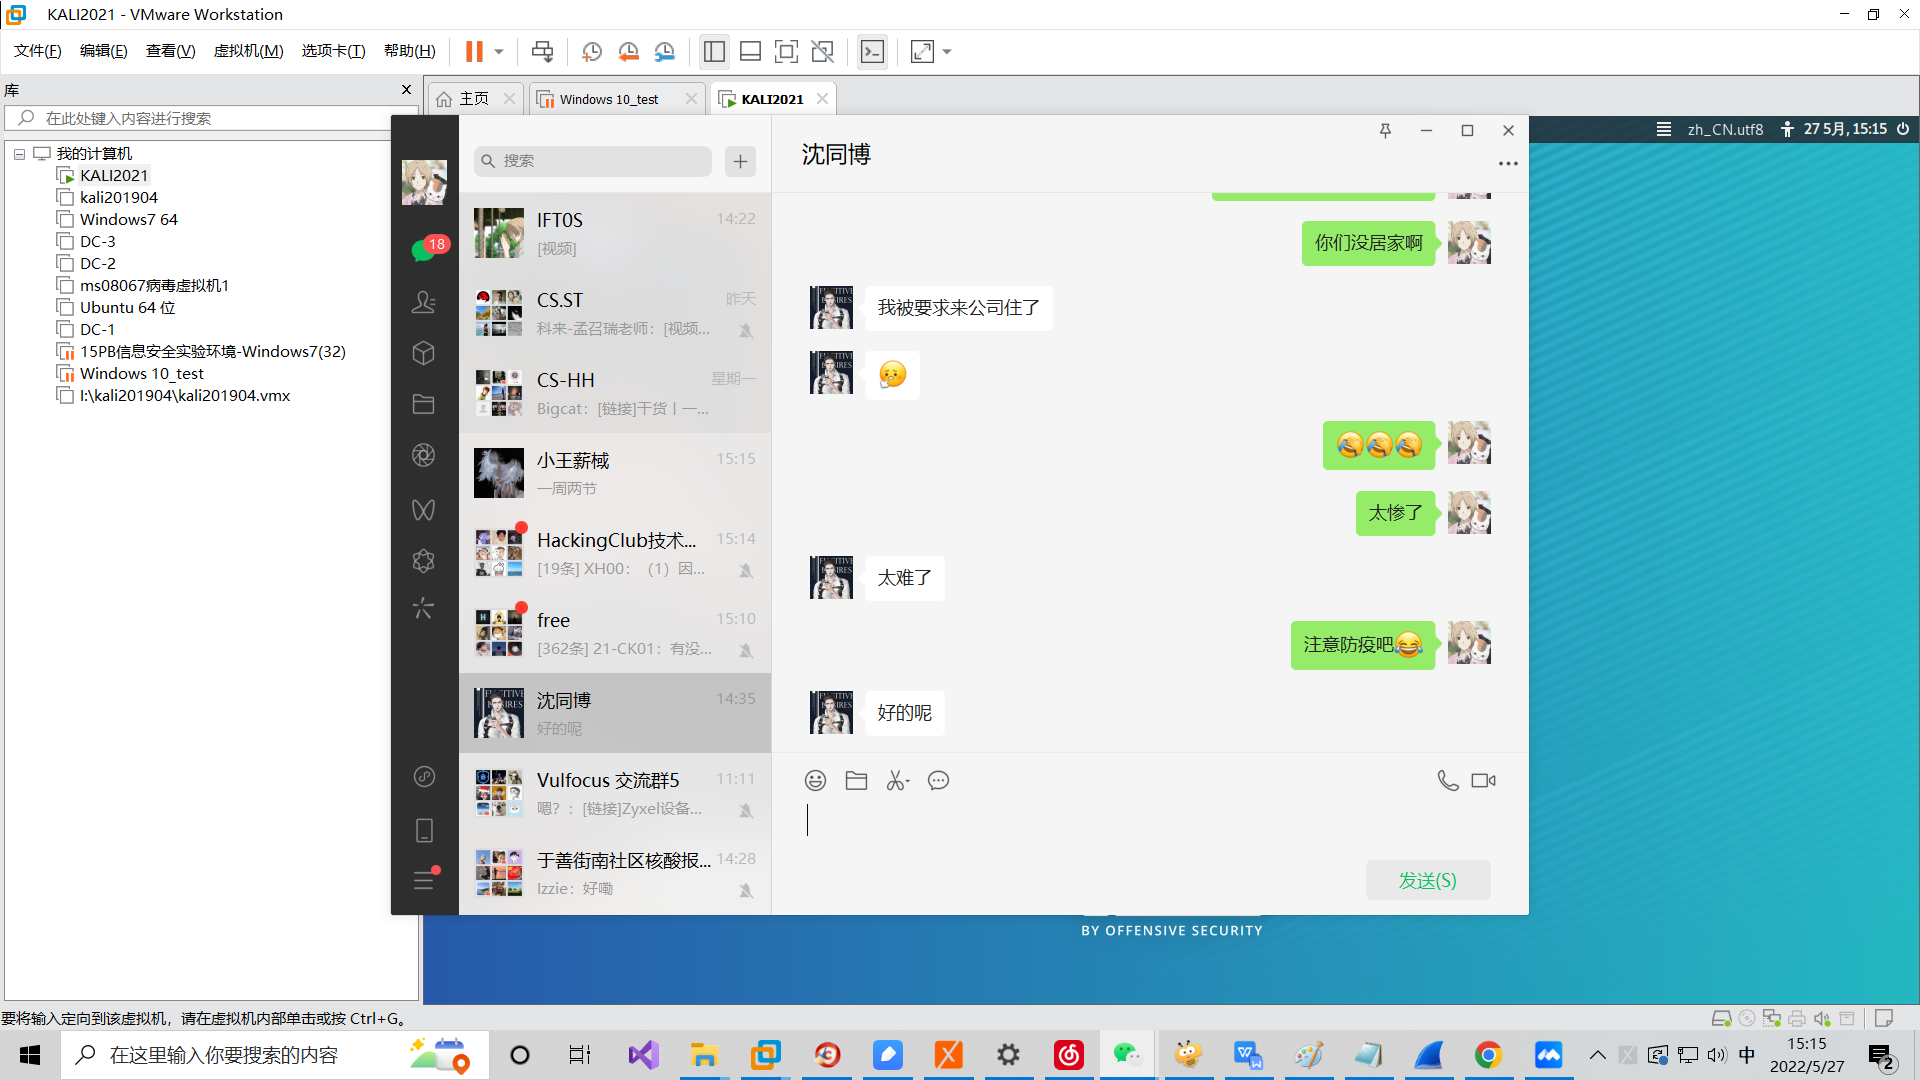 KALI2021 - VMware Workstation
文件(F) 编辑(E) 查看(V) 虚拟机(M) 选项卡(T) 帮助(H)
库
在此处键入内容进行搜索
我的计算机
KALI2021
kali201904
Windows7 64
DC-3
DC-2
ms08067病毒虚拟机1
Ubuntu 64 位
DC-1
15PB信息安全实验环境-Windows7(32)
Windows 10_test
I:\kali201904\kali201904.vmx
主页
Windows 10_test
KALI2021
zh_CN.utf8
27 5月, 15:15
18
搜索
IFT0S 14:22
[视频]
CS.ST 昨天
科来-孟召瑞老师：[视频...
CS-HH 星期一
Bigcat：[链接]干货丨一...
小王薪棫 15:15
一周两节
HackingClub技术... 15:14
[19条] XH00：（1）因...
free 15:10
[362条] 21-CK01：有没...
沈同博 14:35
好的呢
Vulfocus 交流群5 11:11
嗯？：[链接]Zyxel设备...
于善街南社区核酸报... 14:28
Izzie：好嘞
沈同博
你们没居家啊
我被要求来公司住了
太惨了
太难了
注意防疫吧😂
好的呢
发送(S)
BY OFFENSIVE SECURITY
要将输入定向到该虚拟机，请在虚拟机内部单击或按 Ctrl+G。
在这里输入你要搜索的内容
中
15:15
2022/5/27
2